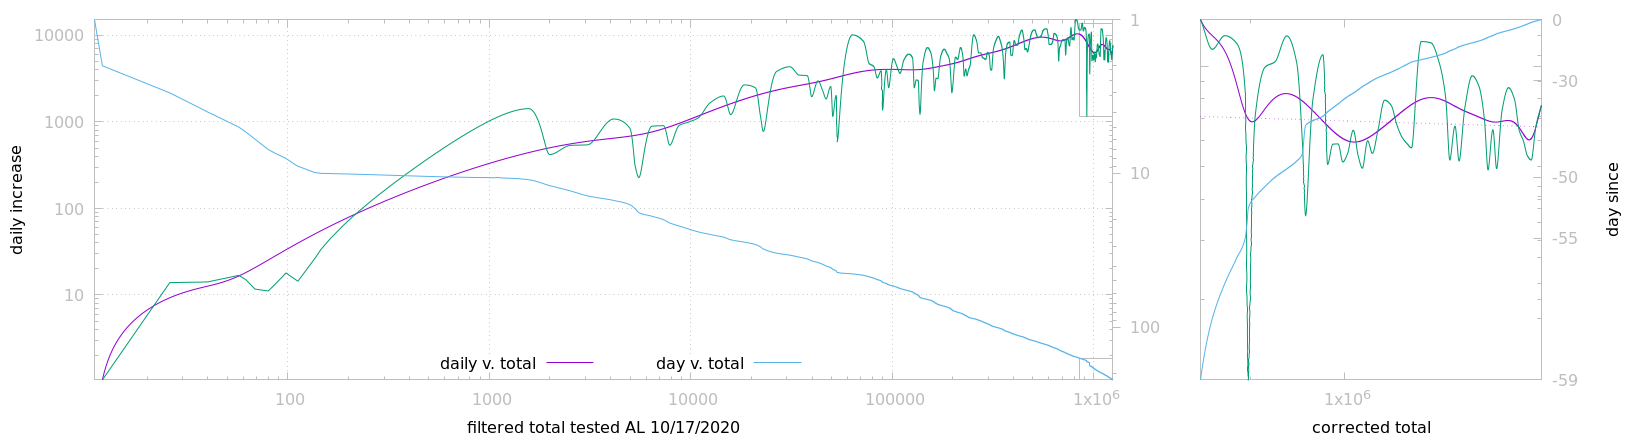 daily increase
10000
1000
100
10
daily v. total
day v. total
100
1000
10000
100000
1x10^6
filtered total tested AL 10/17/2020
1
10
100
0
-30
-50
-55
-59
day since
1x10^6
corrected total